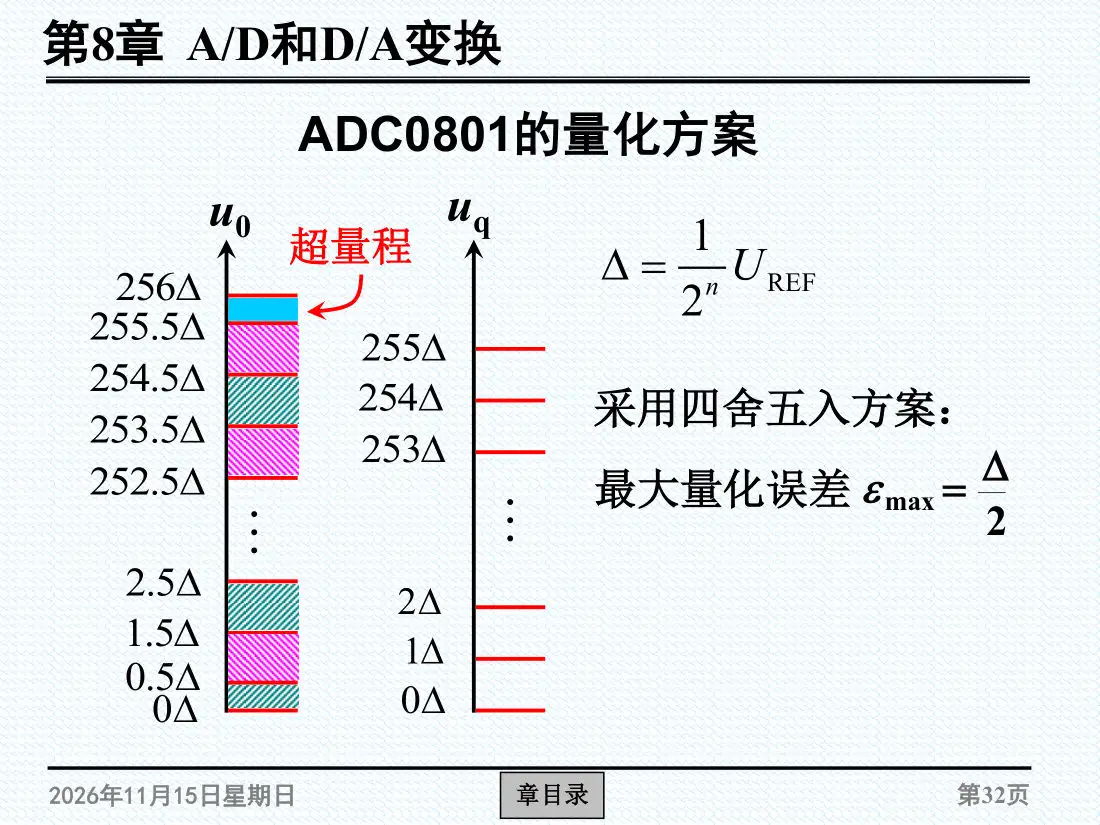 第8章 A/D和D/A变换
ADC0801的量化方案
u0
超量程
256Δ
255.5Δ
254.5Δ
253.5Δ
252.5Δ
⋮
2.5Δ
1.5Δ
0.5Δ
0Δ
uq
255Δ
254Δ
253Δ
⋮
2Δ
1Δ
0Δ
Δ = 1/2^n U_REF
采用四舍五入方案：
最大量化误差 ε_max = Δ/2
2026年11月15日星期日
章目录
第32页